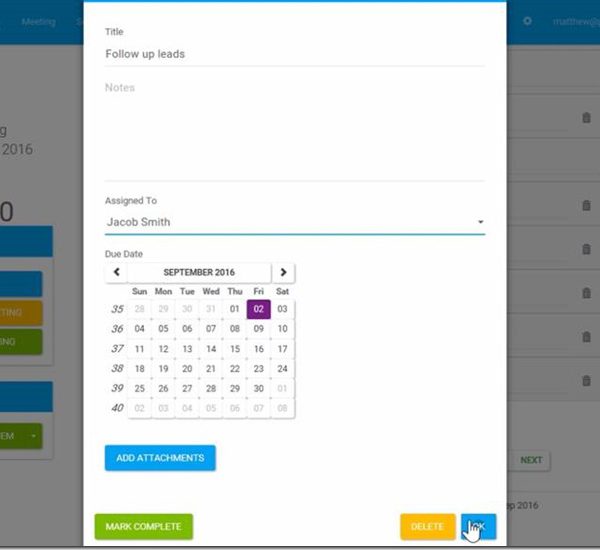 Meeting
matthew@
Title
Follow up leads
Notes
2016
0
Assigned To
Jacob Smith
Due Date
SEPTEMBER 2016
Sun Mon Tue Wed Thu Fri Sat
35 28 29 30 31 01 02 03
36 04 05 06 07 08 09 10
37 11 12 13 14 15 16 17
38 18 19 20 21 22 23 24
39 25 26 27 28 29 30 01
40 02 03 04 05 06 07 08
ADD ATTACHMENTS
NEXT
2016
MARK COMPLETE
DELETE